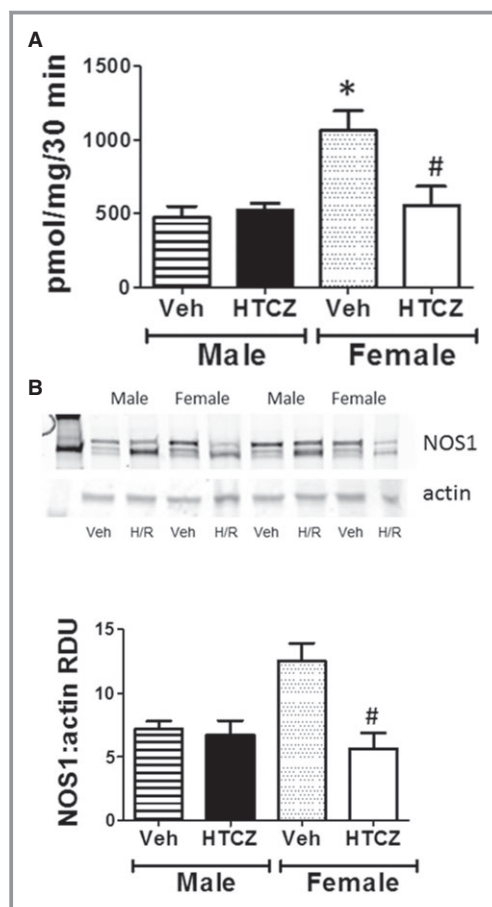 A
pmol/mg/30 min
1500
1000
500
0
*
#
Veh HTCZ Veh HTCZ
Male Female
B
Male Female Male Female
NOS1
actin
Veh H/R Veh H/R Veh H/R Veh H/R
NOS1:actin RDU
15
10
5
0
#
Veh HTCZ Veh HTCZ
Male Female